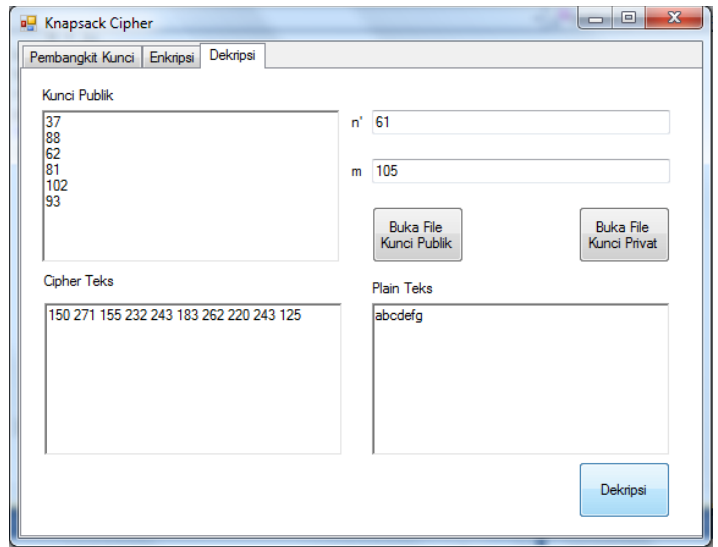 Knapsack Cipher
Pembangkit Kunci Enkripsi Dekripsi
Kunci Publik
37
88
62
81
102
93
n' 61
m 105
Buka File
Kunci Publik
Buka File
Kunci Privat
Cipher Teks
150 271 155 232 243 183 262 220 243 125
Plain Teks
abcdefg
Dekripsi